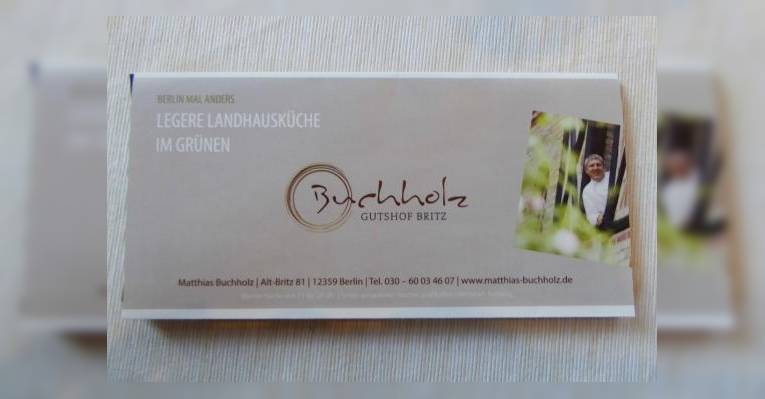 BERLIN MAL ANDERS
LEGERE LANDHAUSKÜCHE
IM GRÜNEN
Buchholz
GUTSHOF BRITZ
Matthias Buchholz | Alt-Britz 81 | 12359 Berlin | Tel. 030 – 60 03 46 07 | www.matthias-buchholz.de